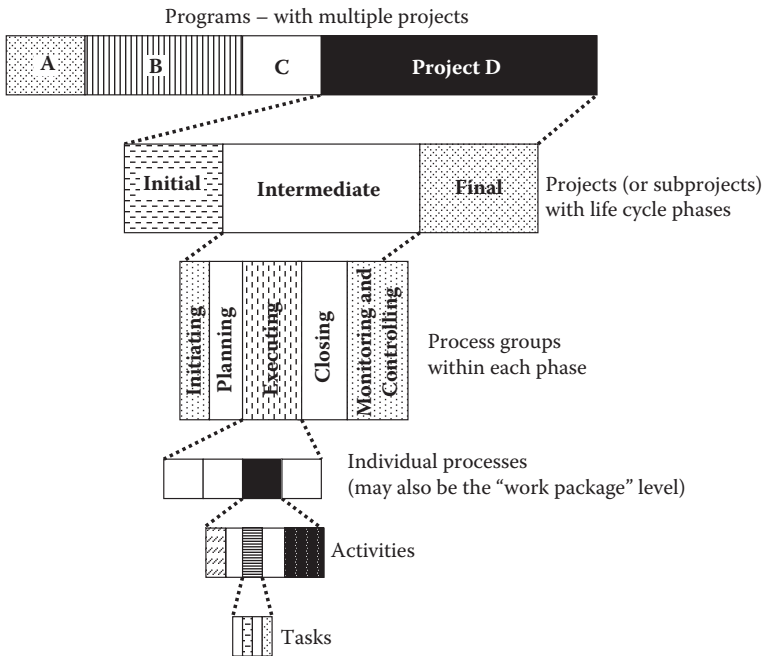 Programs – with multiple projects
A
B
C
Project D
Initial
Intermediate
Final
Projects (or subprojects)
with life cycle phases
Initiating
Planning
Executing
Closing
Monitoring and
Controlling
Process groups
within each phase
Individual processes
(may also be the “work package” level)
Activities
Tasks